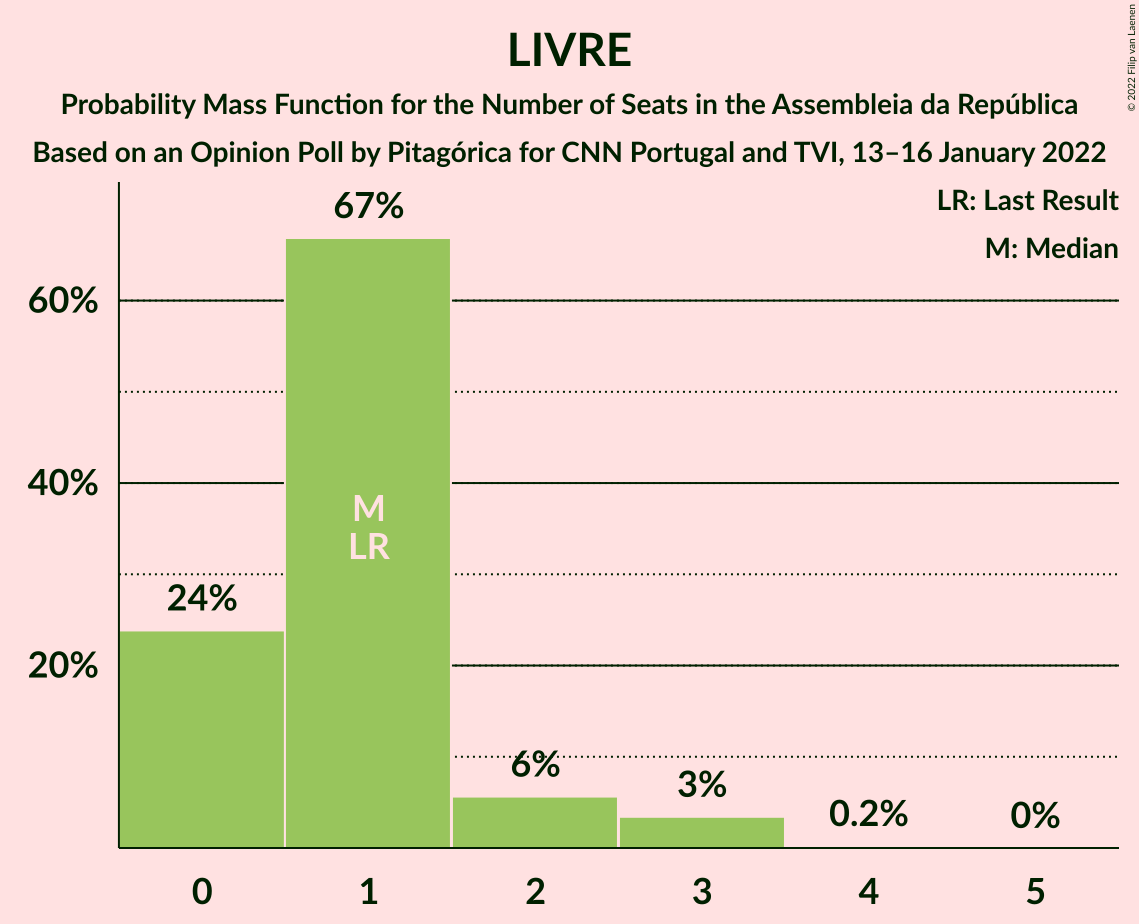 LIVRE
Probability Mass Function for the Number of Seats in the Assembleia da República
Based on an Opinion Poll by Pitagórica for CNN Portugal and TVI, 13–16 January 2022
© 2022 Filip van Laenen
LR: Last Result
M: Median
67%
60%
40%
M
LR
24%
20%
6%
3%
0.2%
0%
0 1 2 3 4 5